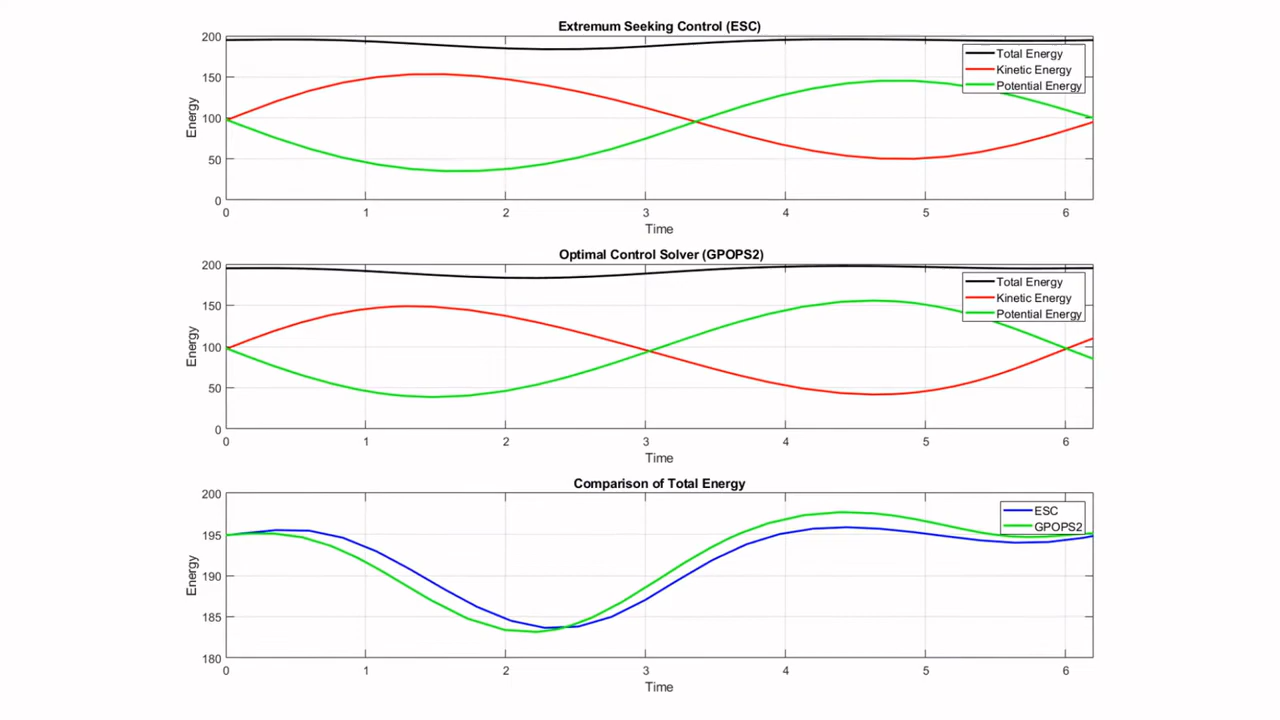 Extremum Seeking Control (ESC)
200
150
100
50
0
Energy
0 1 2 3 4 5 6
Time
Total Energy
Kinetic Energy
Potential Energy
Optimal Control Solver (GPOPS2)
200
150
100
50
0
Energy
0 1 2 3 4 5 6
Time
Total Energy
Kinetic Energy
Potential Energy
Comparison of Total Energy
200
195
190
185
180
Energy
0 1 2 3 4 5 6
Time
ESC
GPOPS2